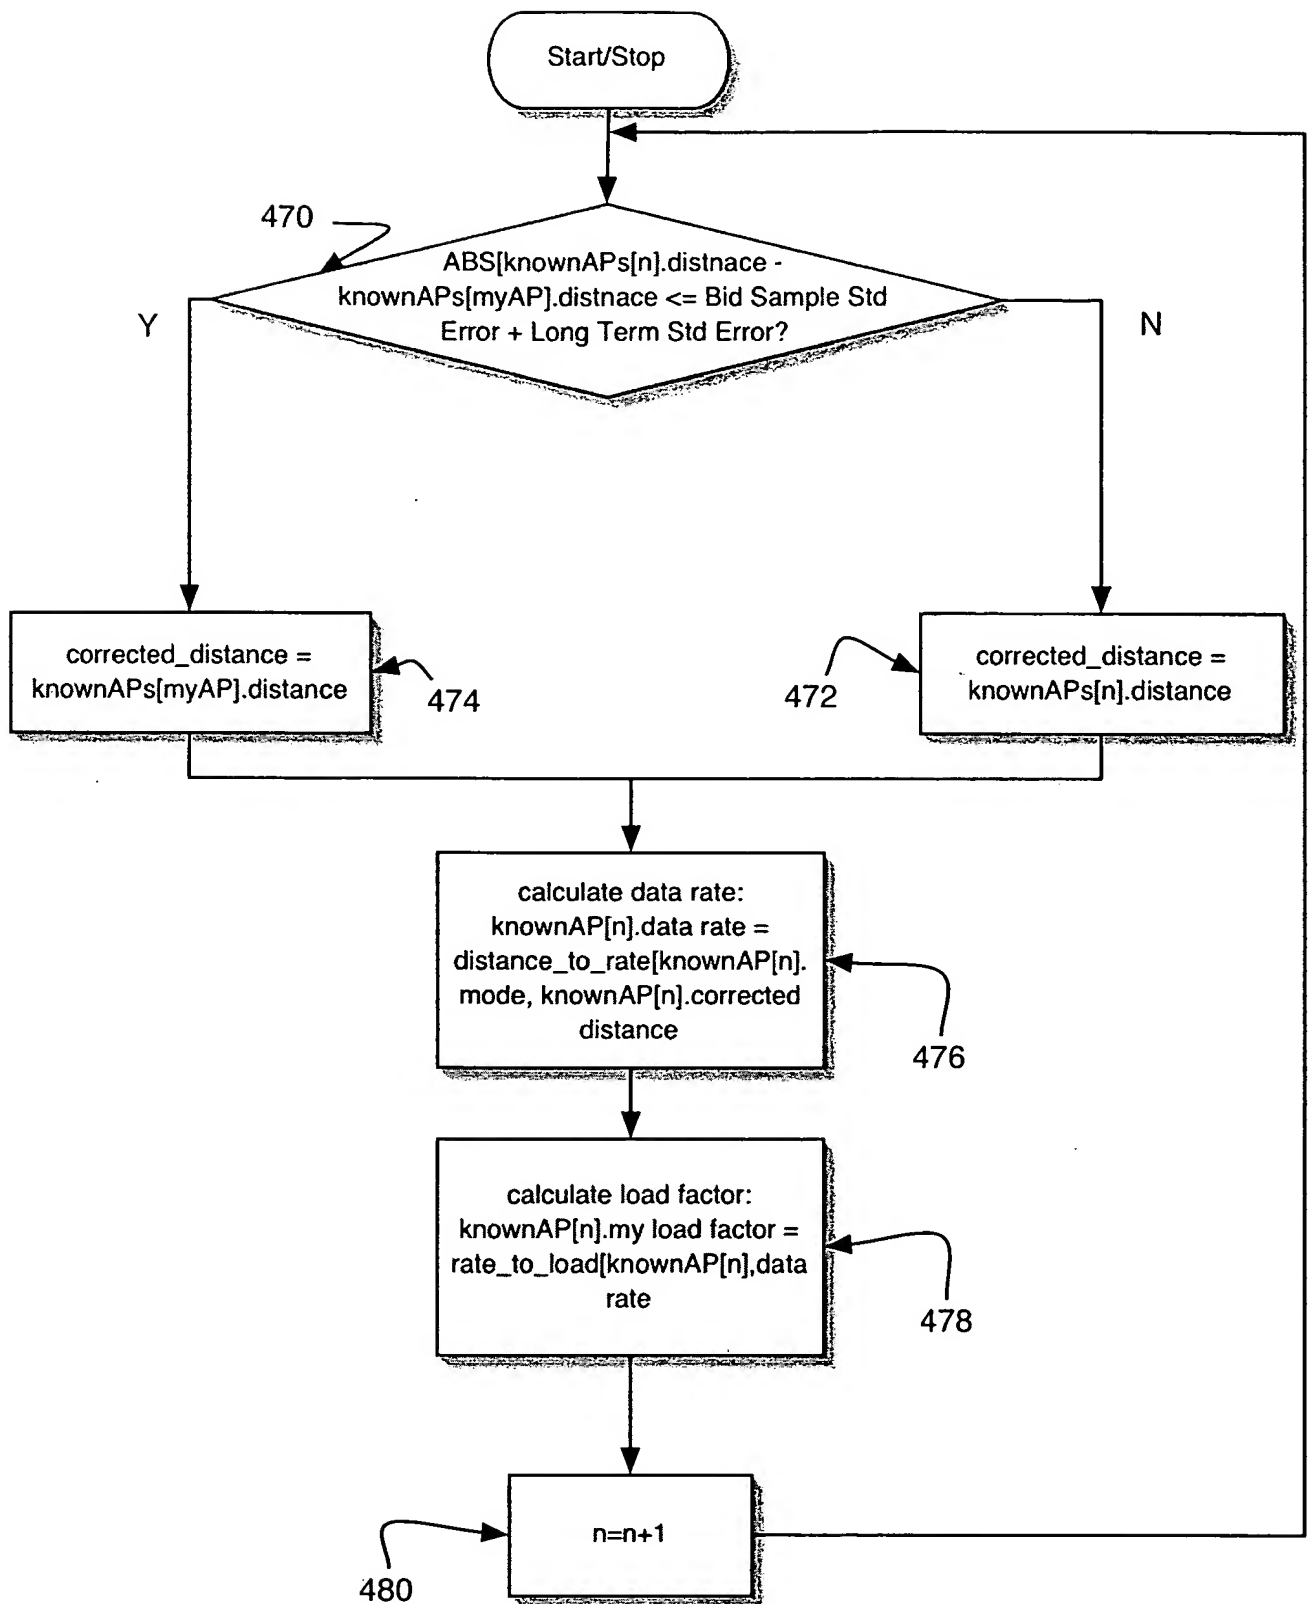 Start/Stop
470
ABS[knownAPs[n].distnace -
knownAPs[myAP].distnace <= Bid Sample Std
Error + Long Term Std Error?
Y
N
corrected_distance =
knownAPs[myAP].distance
474
472
corrected_distance =
knownAPs[n].distance
calculate data rate:
knownAP[n].data rate =
distance_to_rate[knownAP[n].
mode, knownAP[n].corrected
distance
476
calculate load factor:
knownAP[n].my load factor =
rate_to_load[knownAP[n],data
rate
478
n=n+1
480